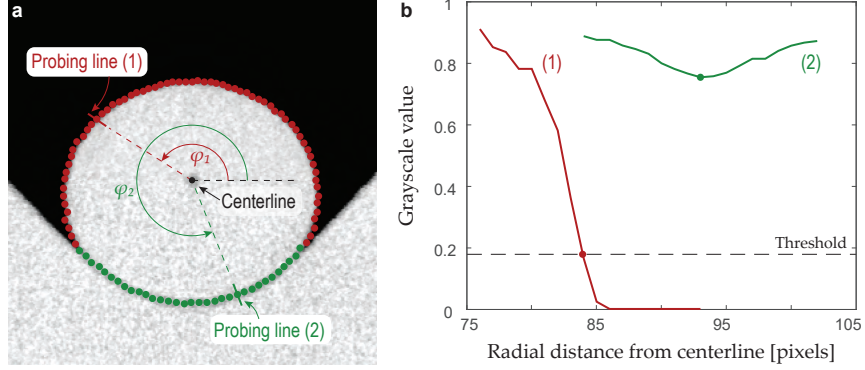 a
Probing line (1)
φ1
φ2
Centerline
Probing line (2)
b
1
0.8
0.6
0.4
0.2
0
Grayscale value
(1)
(2)
Threshold
75
85
95
105
Radial distance from centerline [pixels]